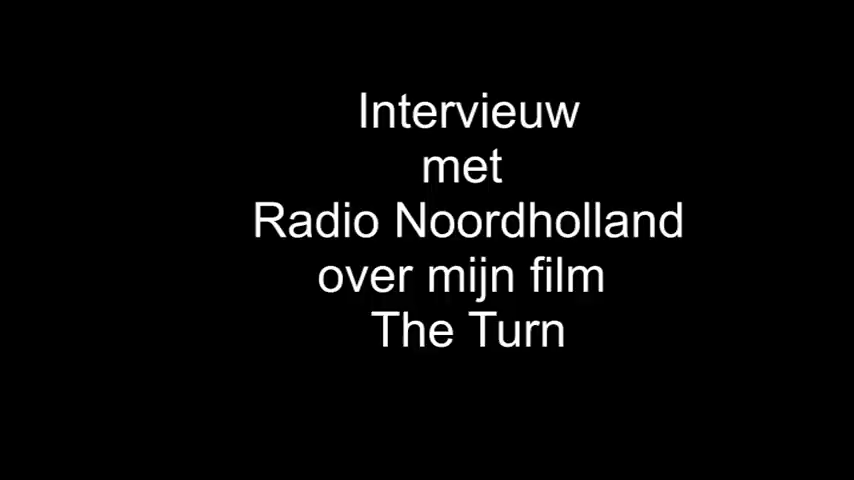 Intervieuw
met
Radio Noordholland
over mijn film
The Turn